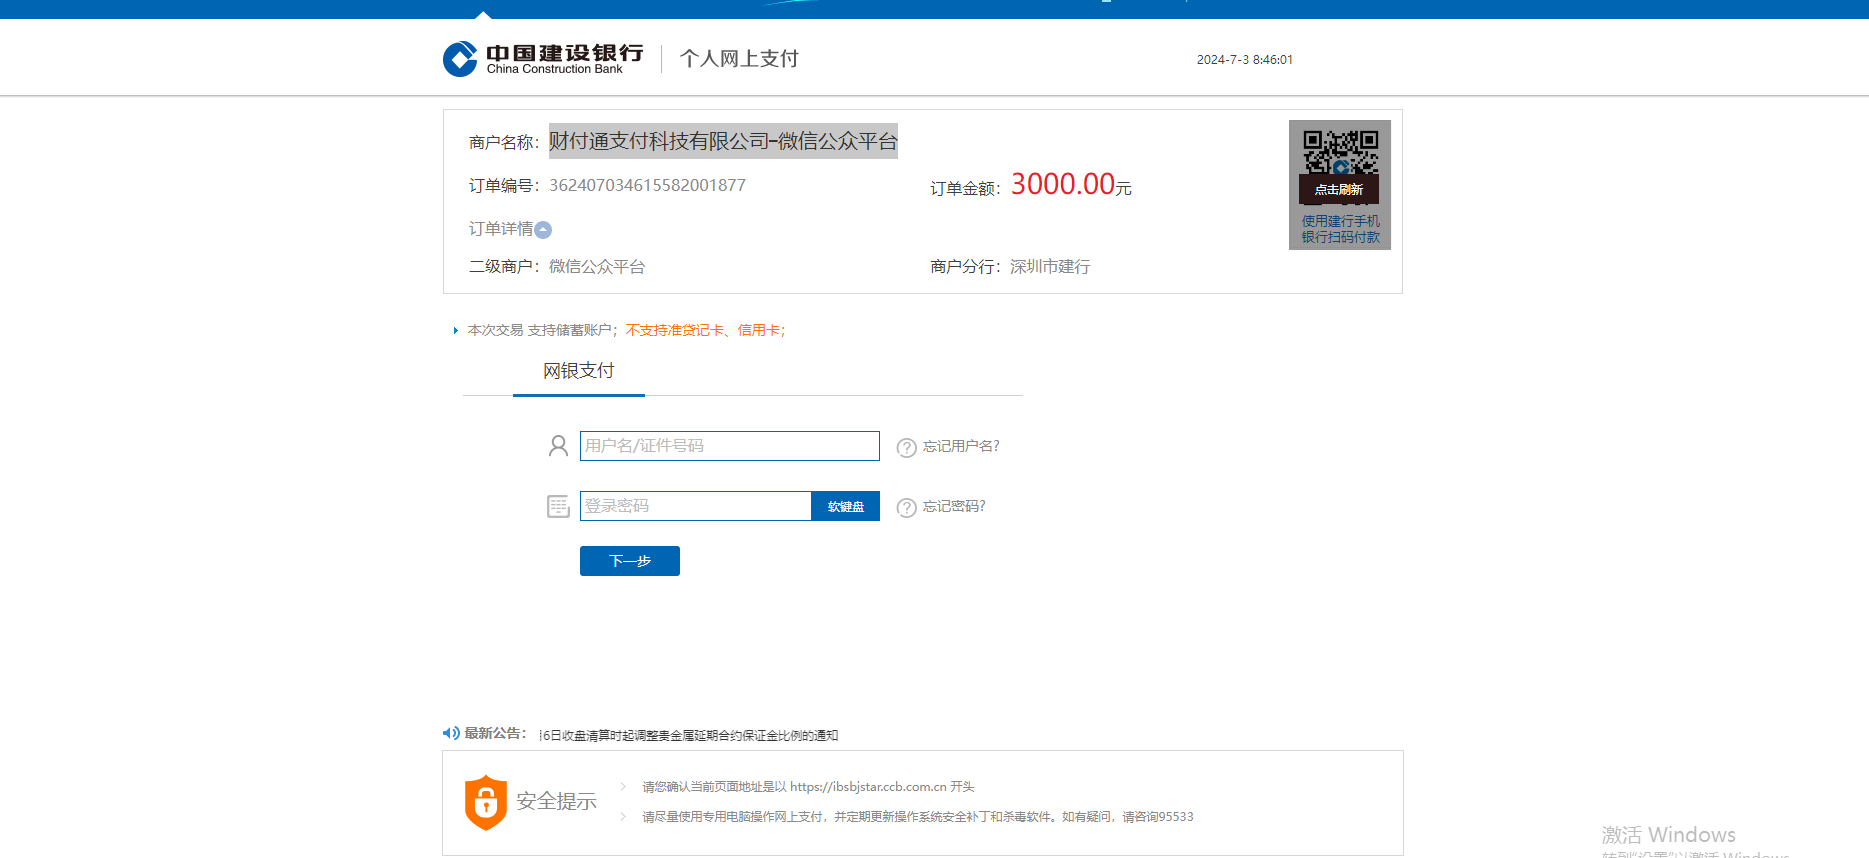 中国建设银行
China Construction Bank
个人网上支付
2024-7-3 8:46:01
商户名称：财付通支付科技有限公司-微信公众平台
订单编号：362407034615582001877
订单金额：3000.00元
点击刷新
使用建行手机
银行扫码付款
订单详情
二级商户：微信公众平台
商户分行：深圳市建行
本次交易 支持储蓄账户；不支持准贷记卡、信用卡；
网银支付
用户名/证件号码
忘记用户名?
登录密码
软键盘
忘记密码?
下一步
最新公告：
6日收盘清算时起调整贵金属延期合约保证金比例的通知
安全提示
请您确认当前页面地址是以 https://ibsbjstar.ccb.com.cn 开头
请尽量使用专用电脑操作网上支付，并定期更新操作系统安全补丁和杀毒软件。如有疑问，请咨询95533
激活 Windows
转到"设置"以激活 Windows。